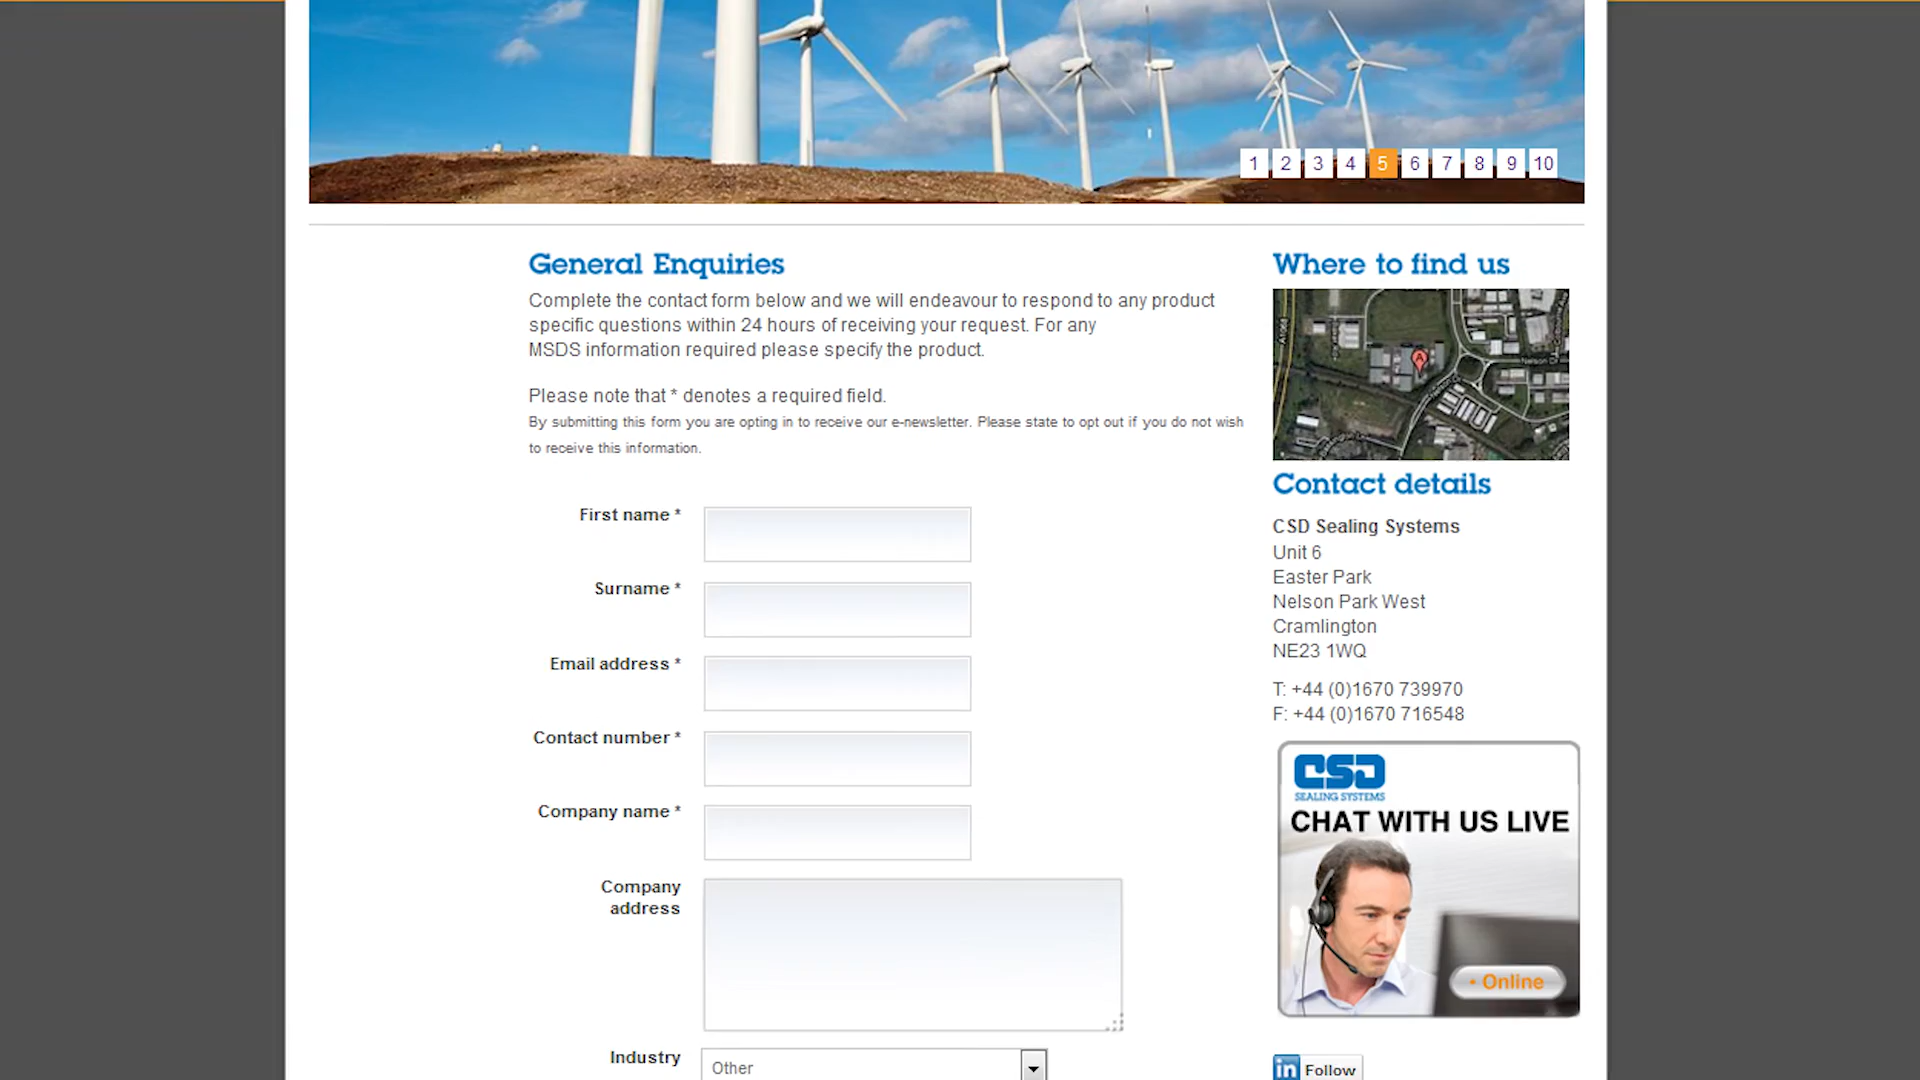 1 2 3 4 5 6 7 8 9 10
General Enquiries
Complete the contact form below and we will endeavour to respond to any product
specific questions within 24 hours of receiving your request. For any
MSDS information required please specify the product.
Please note that * denotes a required field.
By submitting this form you are opting in to receive our e-newsletter. Please state to opt out if you do not wish
to receive this information.
First name *
Surname *
Email address *
Contact number *
Company name *
Company
address
Industry
Other
Where to find us
A
Contact details
CSD Sealing Systems
Unit 6
Easter Park
Nelson Park West
Cramlington
NE23 1WQ
T: +44 (0)1670 739970
F: +44 (0)1670 716548
CSD
SEALING SYSTEMS
CHAT WITH US LIVE
• Online
in Follow